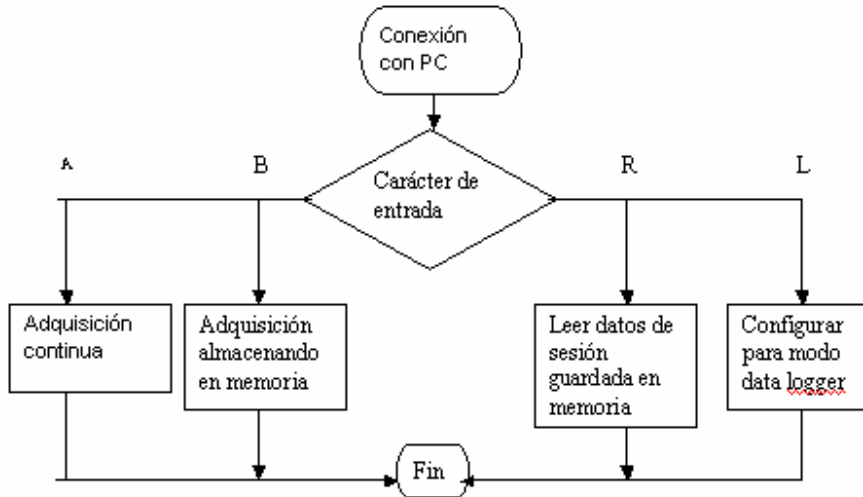 Conexión
con PC
A
B
Carácter de
entrada
R
L
Adquisición
continua
Adquisición
almacenando
en memoria
Leer datos de
sesión
guardada en
memoria
Configurar
para modo
data logger
Fin